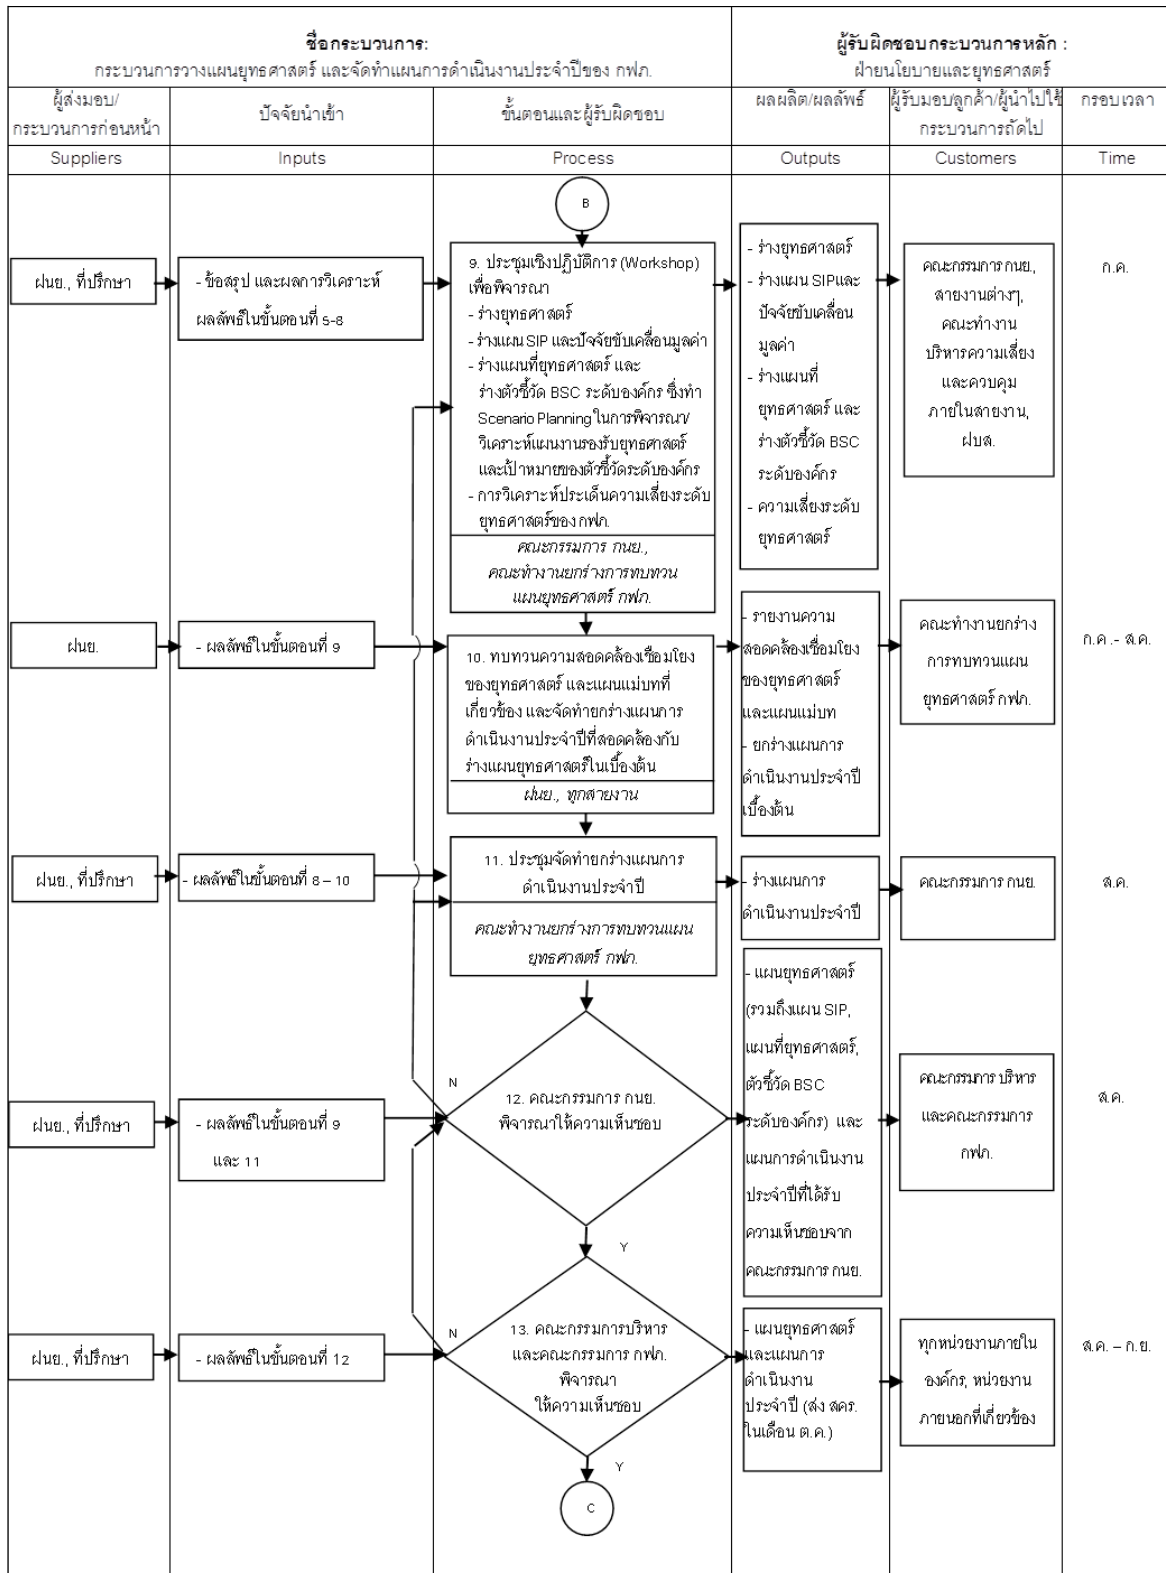 ชื่อกระบวนการ:
กระบวนการวางแผนยุทธศาสตร์ และจัดทำแผนการดำเนินงานประจำปีของ กฟภ.
ผู้รับผิดชอบกระบวนการหลัก :
ฝ่ายนโยบายและยุทธศาสตร์
ผู้ส่งมอบ/
กระบวนการก่อนหน้า
ปัจจัยนำเข้า
ขั้นตอนและผู้รับผิดชอบ
ผลผลิต/ผลลัพธ์
ผู้รับมอบ/ลูกค้า/ผู้นำไปใช้
กระบวนการถัดไป
กรอบเวลา
Suppliers
Inputs
Process
Outputs
Customers
Time
B
ฝนย., ที่ปรึกษา
- ข้อสรุป และผลการวิเคราะห์
ผลลัพธ์ในขั้นตอนที่ 5-8
9. ประชุมเชิงปฏิบัติการ (Workshop)
เพื่อพิจารณา
- ร่างยุทธศาสตร์
- ร่างแผน SIP และปัจจัยขับเคลื่อนมูลค่า
- ร่างแผนที่ยุทธศาสตร์ และ
ร่างตัวชี้วัด BSC ระดับองค์กร ซึ่งทำ
Scenario Planning ในการพิจารณา/
วิเคราะห์แผนงานรองรับยุทธศาสตร์
และเป้าหมายของตัวชี้วัดระดับองค์กร
- การวิเคราะห์ประเด็นความเสี่ยงระดับ
ยุทธศาสตร์ของ กฟภ.
คณะกรรมการ กนย.,
คณะทำงานยกร่างการทบทวน
แผนยุทธศาสตร์ กฟภ.
- ร่างยุทธศาสตร์
- ร่างแผน SIPและ
ปัจจัยขับเคลื่อน
มูลค่า
- ร่างแผนที่
ยุทธศาสตร์ และ
ร่างตัวชี้วัด BSC
ระดับองค์กร
- ความเสี่ยงระดับ
ยุทธศาสตร์
คณะกรรมการ กนย.,
สายงานต่างๆ,
คณะทำงาน
บริหารความเสี่ยง
และควบคุม
ภายในสายงาน,
ฝบส.
ก.ค.
ฝนย.
- ผลลัพธ์ในขั้นตอนที่ 9
10. ทบทวนความสอดคล้องเชื่อมโยง
ของยุทธศาสตร์ และแผนแม่บทที่
เกี่ยวข้อง และจัดทำยกร่างแผนการ
ดำเนินงานประจำปีที่สอดคล้องกับ
ร่างแผนยุทธศาสตร์ในเบื้องต้น
ฝนย., ทุกสายงาน
- รายงานความ
สอดคล้องเชื่อมโยง
ของยุทธศาสตร์
และแผนแม่บท
- ยกร่างแผนการ
ดำเนินงานประจำปี
เบื้องต้น
คณะทำงานยกร่าง
การทบทวนแผน
ยุทธศาสตร์ กฟภ.
ก.ค.- ส.ค.
ฝนย., ที่ปรึกษา
- ผลลัพธ์ในขั้นตอนที่ 8 – 10
11. ประชุมจัดทำยกร่างแผนการ
ดำเนินงานประจำปี
คณะทำงานยกร่างการทบทวนแผน
ยุทธศาสตร์ กฟภ.
- ร่างแผนการ
ดำเนินงานประจำปี
คณะกรรมการ กนย.
ส.ค.
ฝนย., ที่ปรึกษา
- ผลลัพธ์ในขั้นตอนที่ 9
และ 11
N
12. คณะกรรมการ กนย.
พิจารณาให้ความเห็นชอบ
Y
- แผนยุทธศาสตร์
(รวมถึงแผน SIP,
แผนที่ยุทธศาสตร์,
ตัวชี้วัด BSC
ระดับองค์กร) และ
แผนการดำเนินงาน
ประจำปีที่ได้รับ
ความเห็นชอบจาก
คณะกรรมการ กนย.
คณะกรรมการ บริหาร
และคณะกรรมการ
กฟภ.
ส.ค.
ฝนย., ที่ปรึกษา
- ผลลัพธ์ในขั้นตอนที่ 12
N
13. คณะกรรมการบริหาร
และคณะกรรมการ กฟภ.
พิจารณา
ให้ความเห็นชอบ
Y
- แผนยุทธศาสตร์
และแผนการ
ดำเนินงาน
ประจำปี (ส่ง สคร.
ในเดือน ต.ค.)
ทุกหน่วยงานภายใน
องค์กร, หน่วยงาน
ภายนอกที่เกี่ยวข้อง
ส.ค. – ก.ย.
C